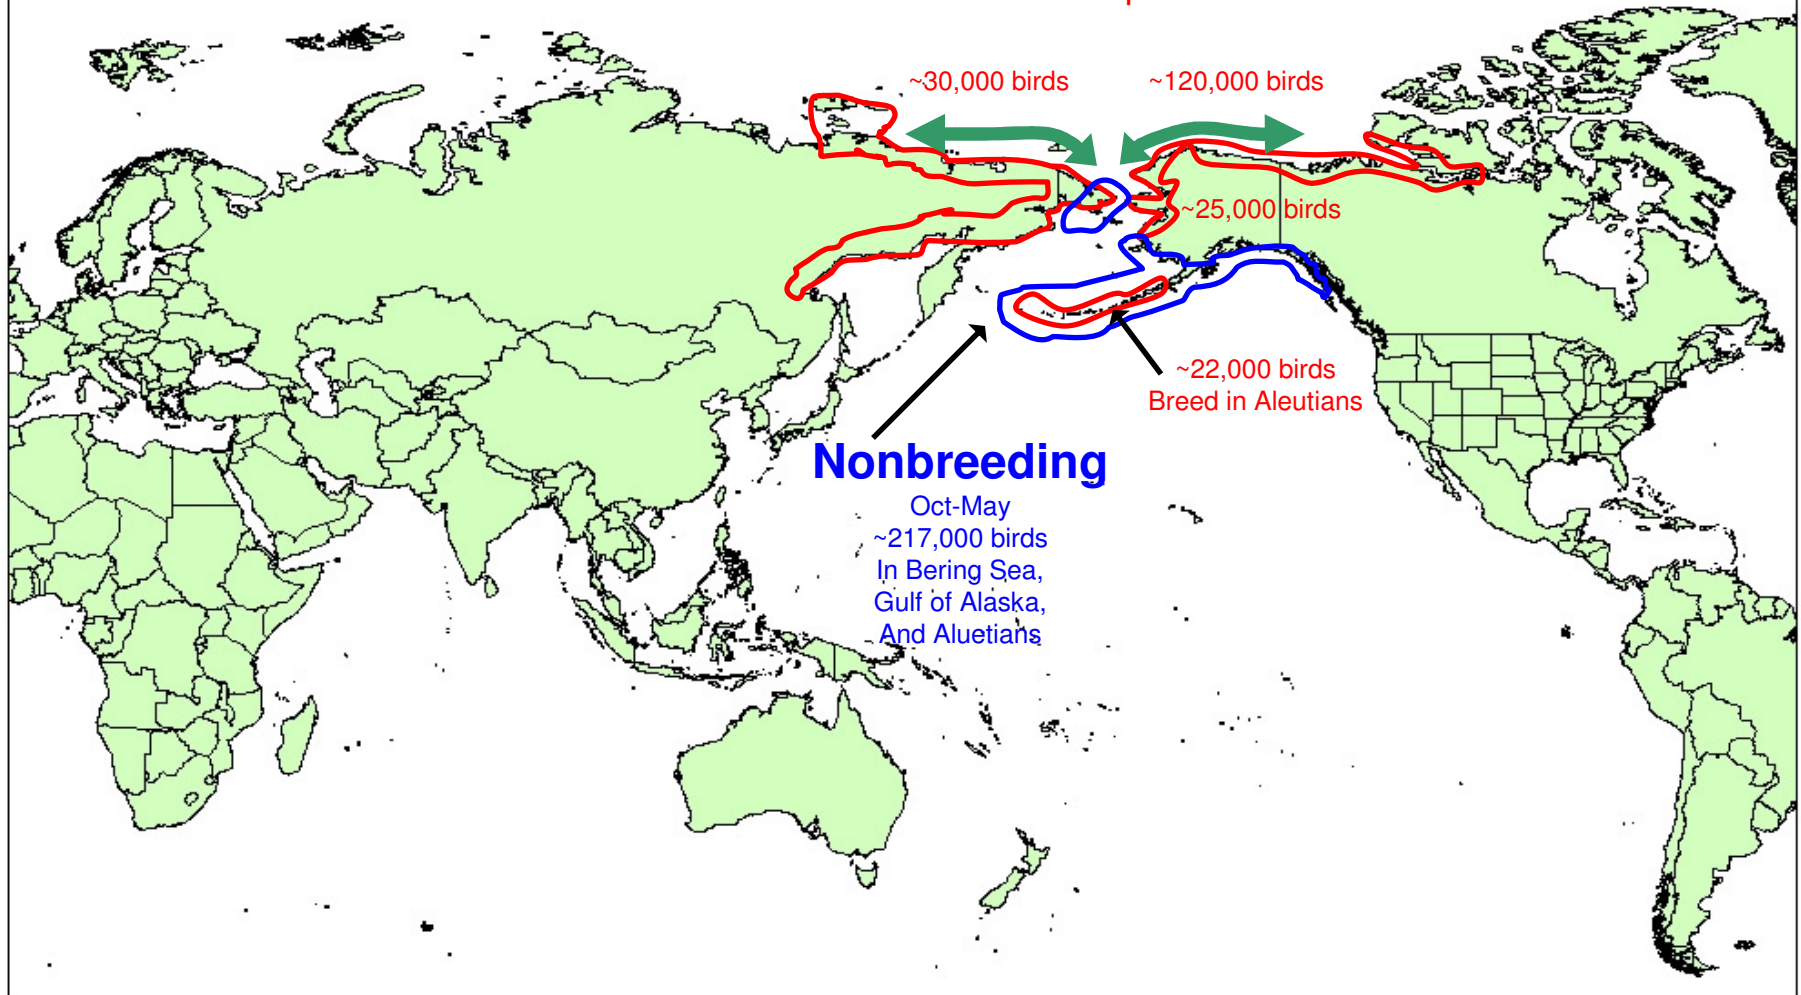 ~30,000 birds
~120,000 birds
~25,000 birds
~22,000 birds
Breed in Aleutians
Nonbreeding
Oct-May
~217,000 birds
In Bering Sea,
Gulf of Alaska,
And Aluetians